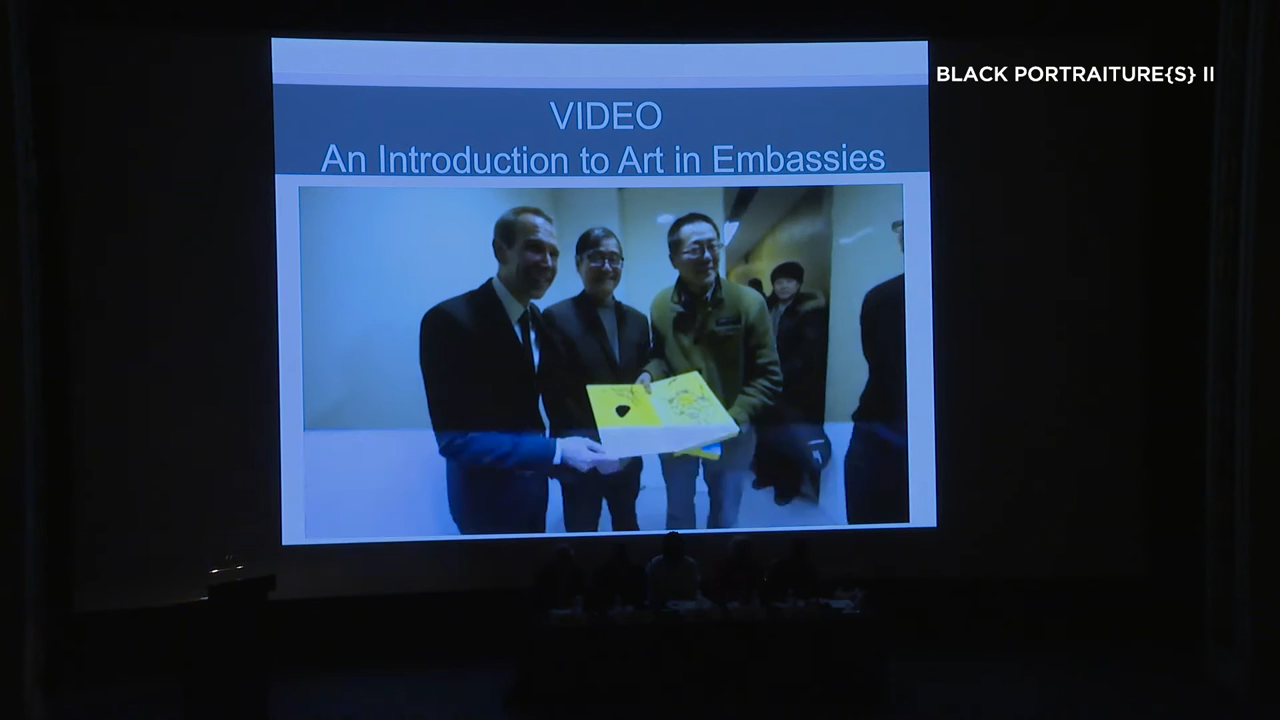 BLACK PORTRAITURE{S} II
VIDEO
An Introduction to Art in Embassies